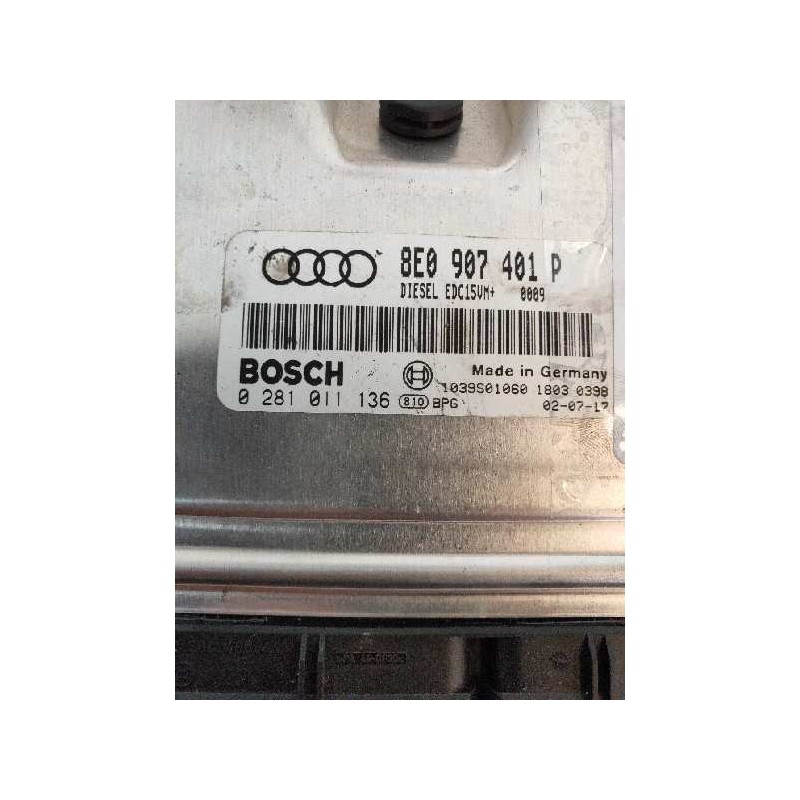 8E0 907 401 P
DIESEL EDC15VM+ 0009
BOSCH
Made in Germany
1039S01060 1803 0398
0 281 011 136 810 BPG
02-07-17